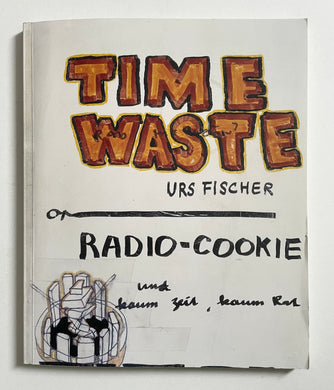 TIME
WASTE
URS FISCHER
RADIO-COOKIE
und
kaum Zeit, kaum Rat